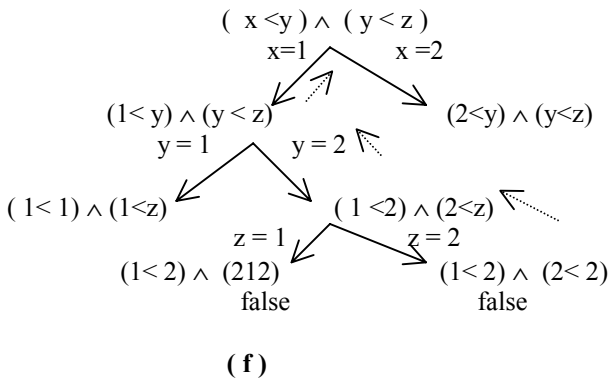 ( x <y ) ∧ ( y < z )
x=1 x =2
(1< y) ∧ (y < z) (2<y) ∧ (y<z)
y = 1 y = 2
( 1< 1) ∧ (1<z) ( 1 <2) ∧ (2<z)
z = 1 z = 2
(1< 2) ∧ (212) (1< 2) ∧ (2< 2)
false false
( f )